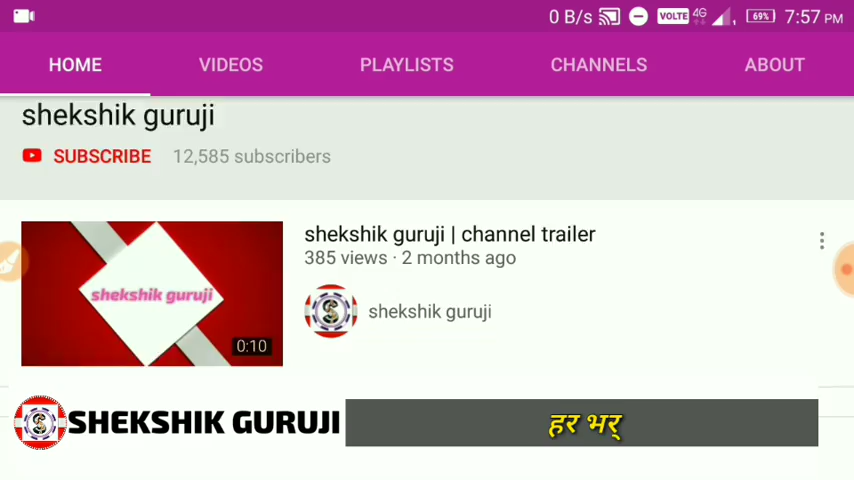 0 B/s VOLTE 4G 69% 7:57 PM
HOME VIDEOS PLAYLISTS CHANNELS ABOUT
shekshik guruji
SUBSCRIBE 12,585 subscribers
shekshik guruji | channel trailer
385 views · 2 months ago
shekshik guruji
shekshik guruji
0:10
SHEKSHIK GURUJI हर भर्